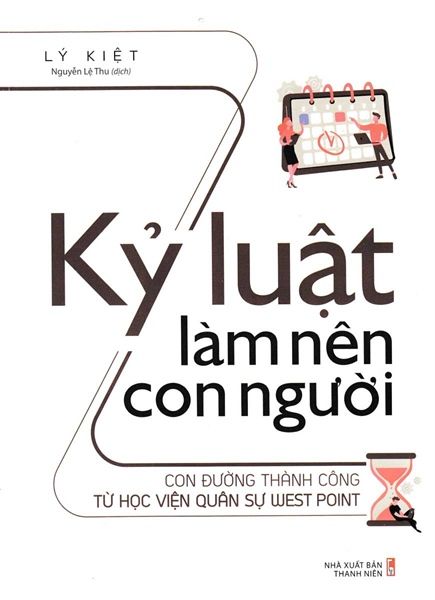 LÝ KIỆT
Nguyễn Lệ Thu (dịch)
Kỷ luật
làm nên
con người
CON ĐƯỜNG THÀNH CÔNG
TỪ HỌC VIỆN QUÂN SỰ WEST POINT
NHÀ XUẤT BẢN
THANH NIÊN